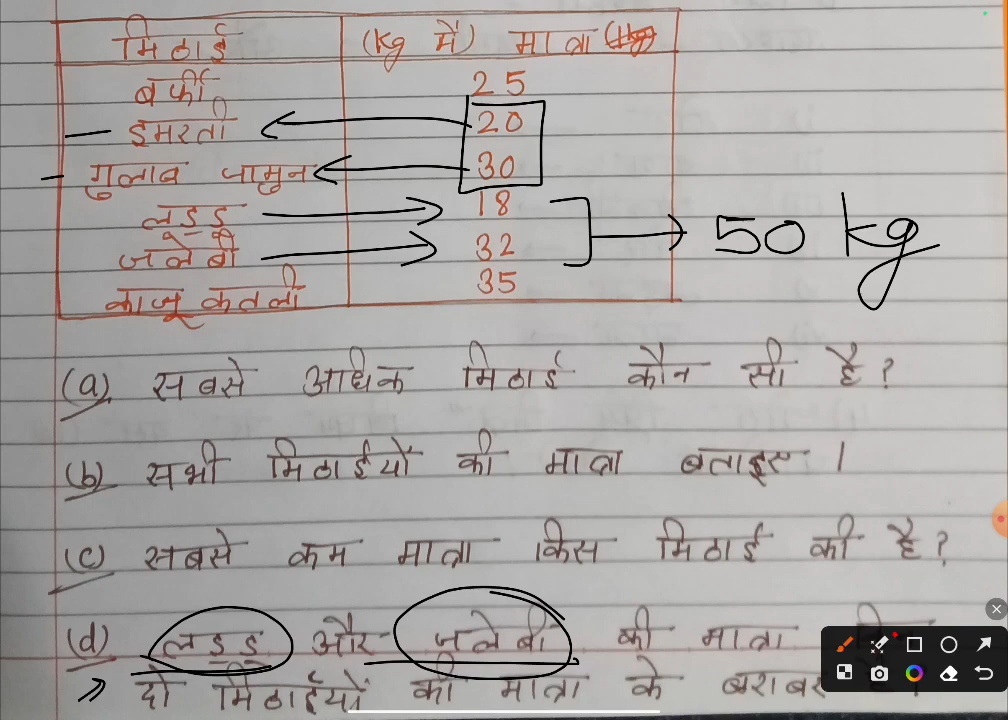 मिठाई (kg में) मात्रा
बर्फी 25
इमरती 20
गुलाब जामुन 30
लड्डू 18
जलेबी 32
काजू कतली 35
50 kg
(a) सबसे अधिक मिठाई कौन सी है?
(b) सभी मिठाईयों की मात्रा बताइए।
(c) सबसे कम मात्रा किस मिठाई की है?
(d) लड्डू और जलेबी की मात्रा
दो मिठाईयों की मात्रा के बराबर